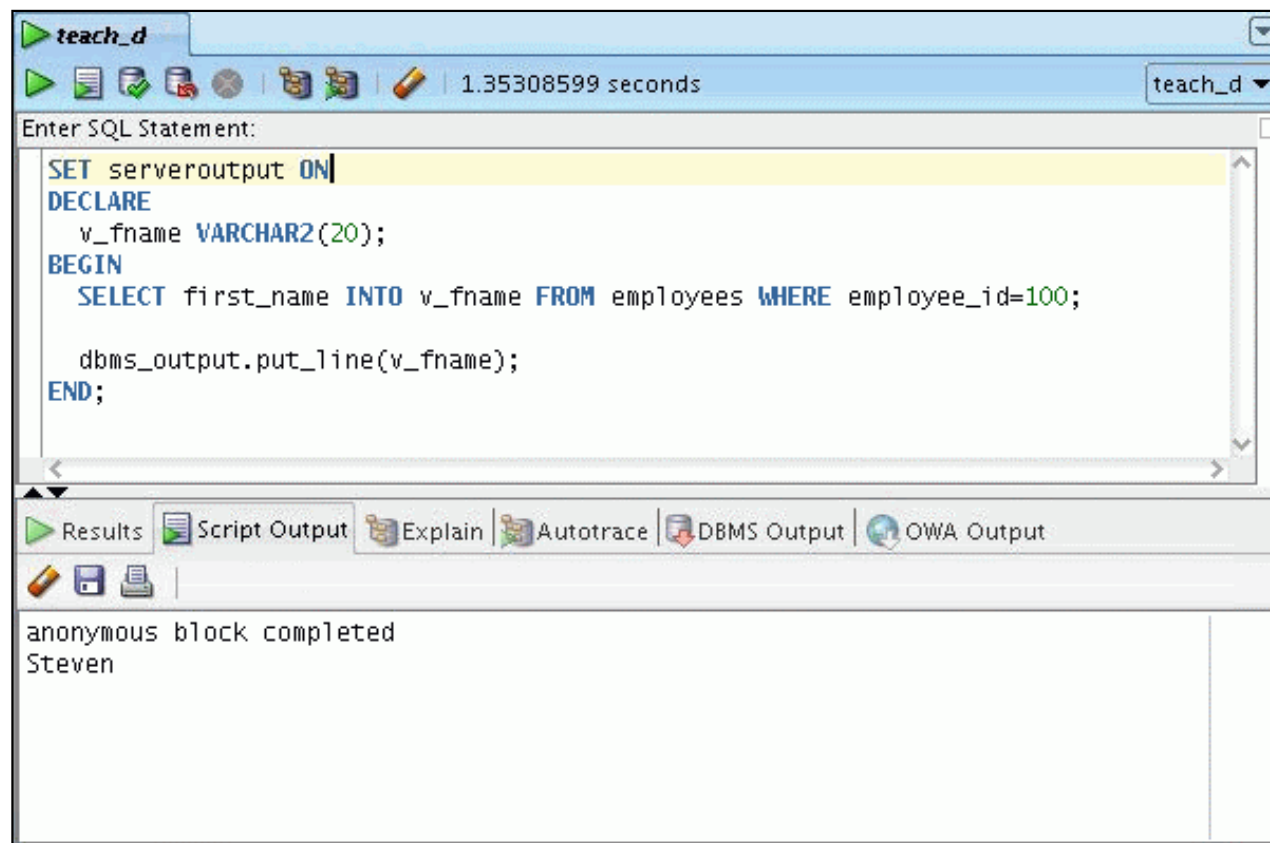 teach_d
1.35308599 seconds
teach_d
Enter SQL Statement:
SET serveroutput ON
DECLARE
v_fname VARCHAR2(20);
BEGIN
SELECT first_name INTO v_fname FROM employees WHERE employee_id=100;
dbms_output.put_line(v_fname);
END;
Results Script Output Explain Autotrace DBMS Output OWA Output
anonymous block completed
Steven